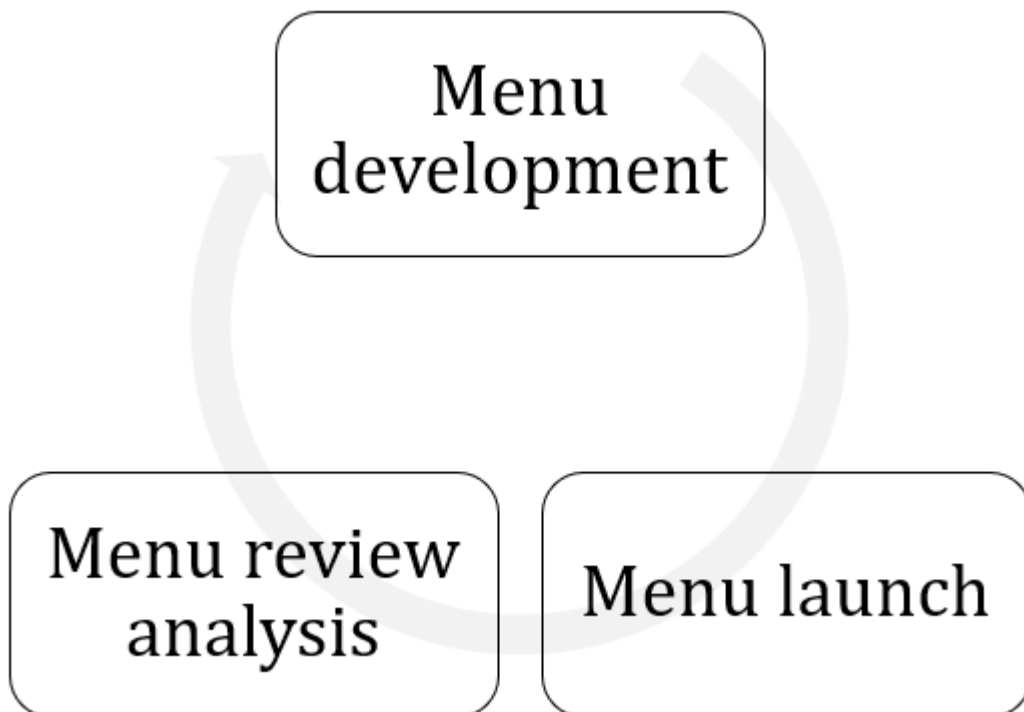 Menu
development
Menu review
analysis
Menu launch